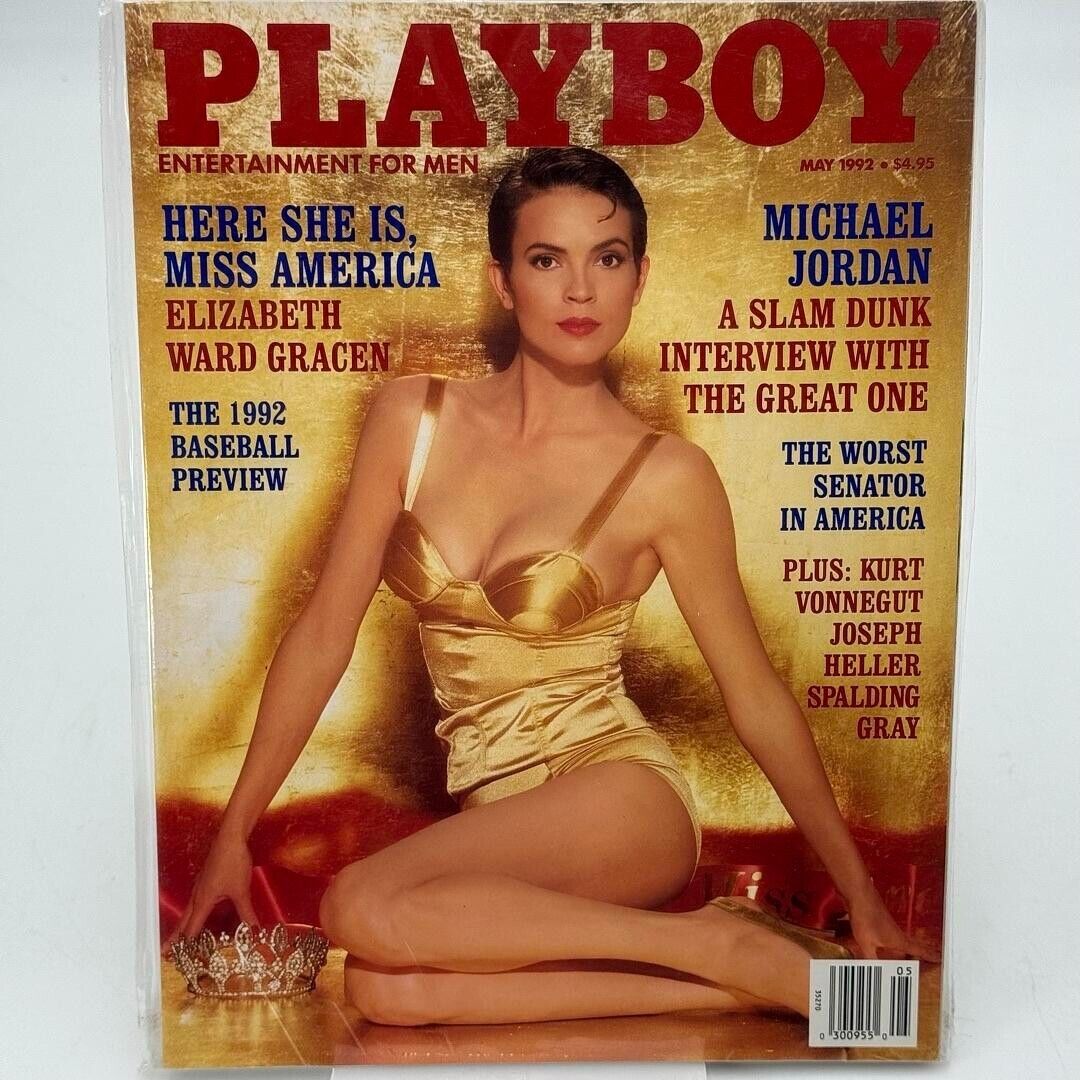 PLAYBOY
ENTERTAINMENT FOR MEN
MAY 1992 • $4.95
HERE SHE IS,
MISS AMERICA
ELIZABETH
WARD GRACEN
THE 1992
BASEBALL
PREVIEW
MICHAEL
JORDAN
A SLAM DUNK
INTERVIEW WITH
THE GREAT ONE
THE WORST
SENATOR
IN AMERICA
PLUS: KURT
VONNEGUT
JOSEPH
HELLER
SPALDING
GRAY
Miss
05
35270
0 300955 0